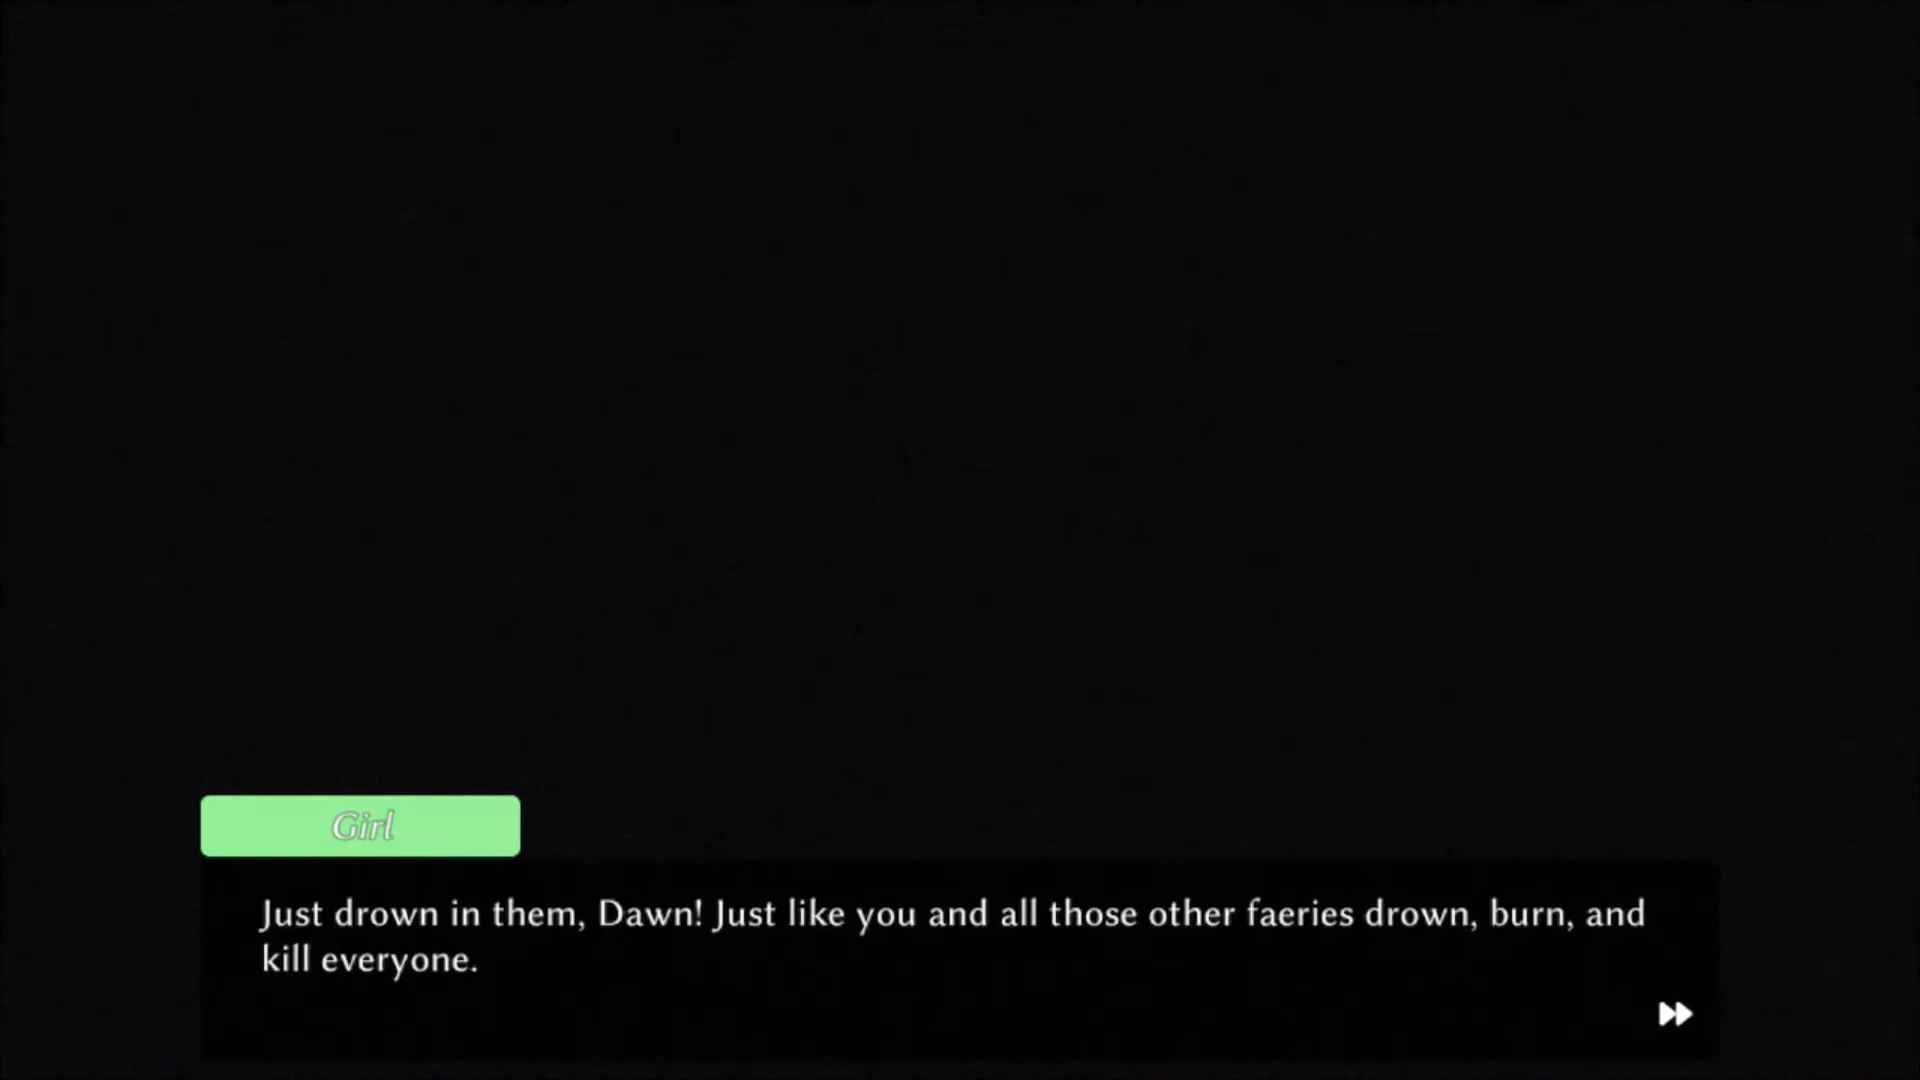 Girl
Just drown in them, Dawn! Just like you and all those other faeries drown, burn, and
kill everyone.